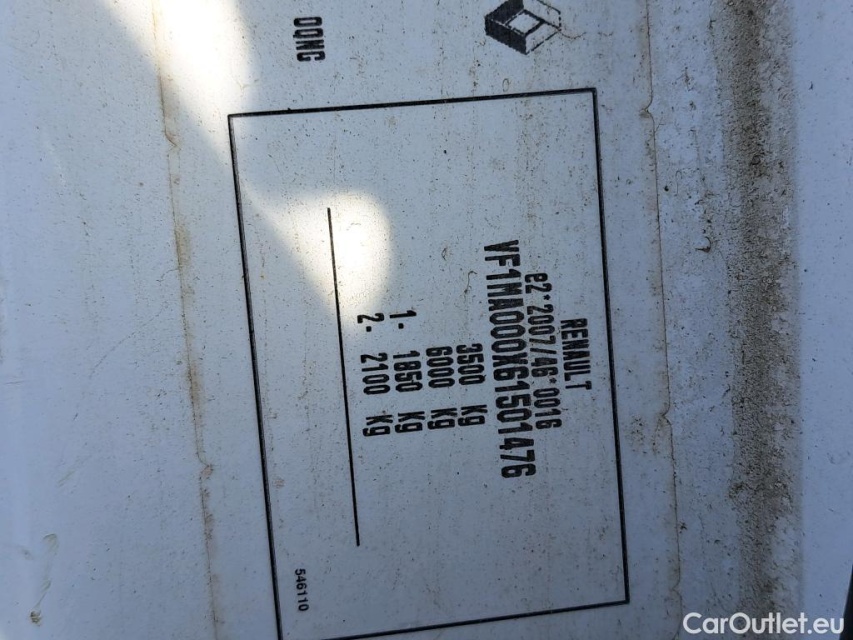 RENAULT
e2*2007/46*0016
VF1MA000X61501476
3500 Kg
6000 Kg
1- 1850 Kg
2- 2100 Kg
DQNC
546110
CarOutlet.eu